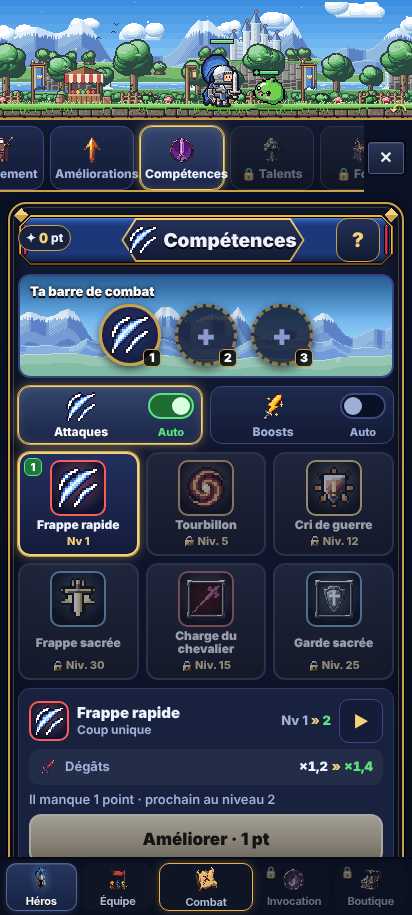 ement
Améliorations
Compétences
Talents
Fo
×
0 pt
Compétences
?
Ta barre de combat
1
2
3
Attaques
Auto
Boosts
Auto
1
Frappe rapide
Nv 1
Tourbillon
Niv. 5
Cri de guerre
Niv. 12
Frappe sacrée
Niv. 30
Charge du
chevalier
Niv. 15
Garde sacrée
Niv. 25
Frappe rapide
Coup unique
Nv 1 » 2
Dégâts
×1,2 » ×1,4
Il manque 1 point · prochain au niveau 2
Améliorer · 1 pt
Héros
Équipe
Combat
Invocation
Boutique